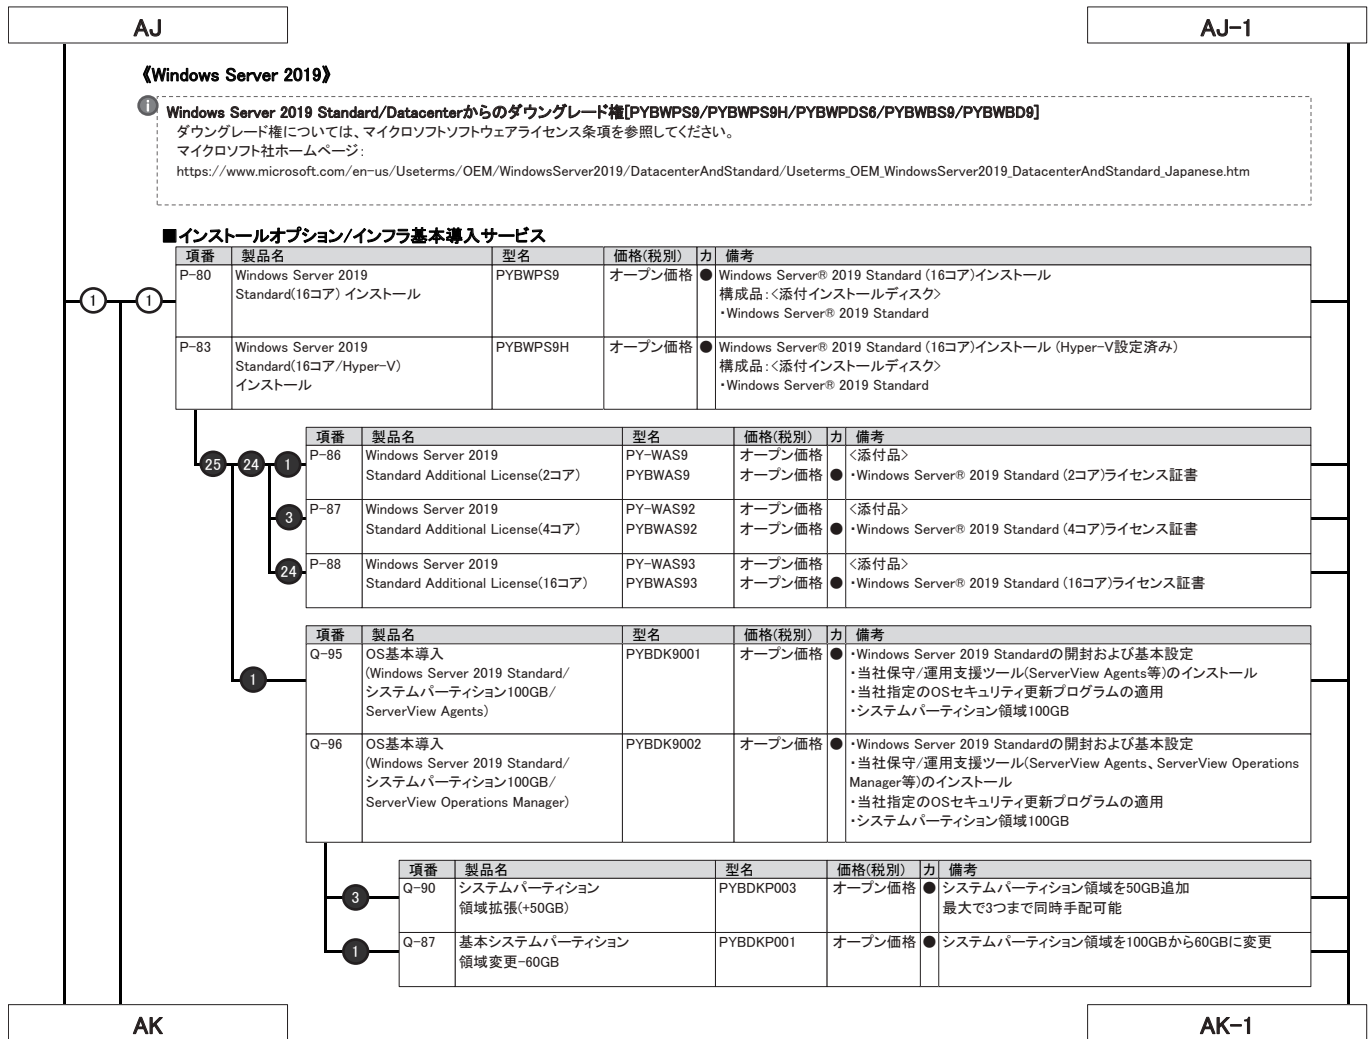 AJ
AJ-1
《Windows Server 2019》
i
Windows Server 2019 Standard/Datacenterからのダウングレード権[PYBWPS9/PYBWPS9H/PYBWPDS6/PYBWBS9/PYBWBD9]
ダウングレード権については、マイクロソフトソフトウェアライセンス条項を参照してください。
マイクロソフト社ホームページ:
https://www.microsoft.com/en-us/Useterms/OEM/WindowsServer2019/DatacenterAndStandard/Useterms_OEM_WindowsServer2019_DatacenterAndStandard_Japanese.htm
■インストールオプション/インフラ基本導入サービス
項番 製品名 型名 価格(税別) カ 備考
1 1 P-80 Windows Server 2019 PYBWPS9 オープン価格 ● Windows Server® 2019 Standard (16コア)インストール
Standard(16コア) インストール 構成品:<添付インストールディスク>
・Windows Server® 2019 Standard
P-83 Windows Server 2019 PYBWPS9H オープン価格 ● Windows Server® 2019 Standard (16コア)インストール (Hyper-V設定済み)
Standard(16コア/Hyper-V) 構成品:<添付インストールディスク>
インストール ・Windows Server® 2019 Standard
項番 製品名 型名 価格(税別) カ 備考
25 24 1 P-86 Windows Server 2019 PY-WAS9 オープン価格 <添付品>
Standard Additional License(2コア) PYBWAS9 オープン価格 ● ・Windows Server® 2019 Standard (2コア)ライセンス証書
3 P-87 Windows Server 2019 PY-WAS92 オープン価格 <添付品>
Standard Additional License(4コア) PYBWAS92 オープン価格 ● ・Windows Server® 2019 Standard (4コア)ライセンス証書
24 P-88 Windows Server 2019 PY-WAS93 オープン価格 <添付品>
Standard Additional License(16コア) PYBWAS93 オープン価格 ● ・Windows Server® 2019 Standard (16コア)ライセンス証書
項番 製品名 型名 価格(税別) カ 備考
1 Q-95 OS基本導入 PYBDK9001 オープン価格 ● ・Windows Server 2019 Standardの開封および基本設定
(Windows Server 2019 Standard/ ・当社保守/運用支援ツール(ServerView Agents等)のインストール
システムパーティション100GB/ ・当社指定のOSセキュリティ更新プログラムの適用
ServerView Agents) ・システムパーティション領域100GB
Q-96 OS基本導入 PYBDK9002 オープン価格 ● ・Windows Server 2019 Standardの開封および基本設定
(Windows Server 2019 Standard/ ・当社保守/運用支援ツール(ServerView Agents、ServerView Operations
システムパーティション100GB/ Manager等)のインストール
ServerView Operations Manager) ・当社指定のOSセキュリティ更新プログラムの適用
・システムパーティション領域100GB
項番 製品名 型名 価格(税別) カ 備考
3 Q-90 システムパーティション PYBDKP003 オープン価格 ● システムパーティション領域を50GB追加
領域拡張(+50GB) 最大で3つまで同時手配可能
1 Q-87 基本システムパーティション PYBDKP001 オープン価格 ● システムパーティション領域を100GBから60GBに変更
領域変更-60GB
AK
AK-1